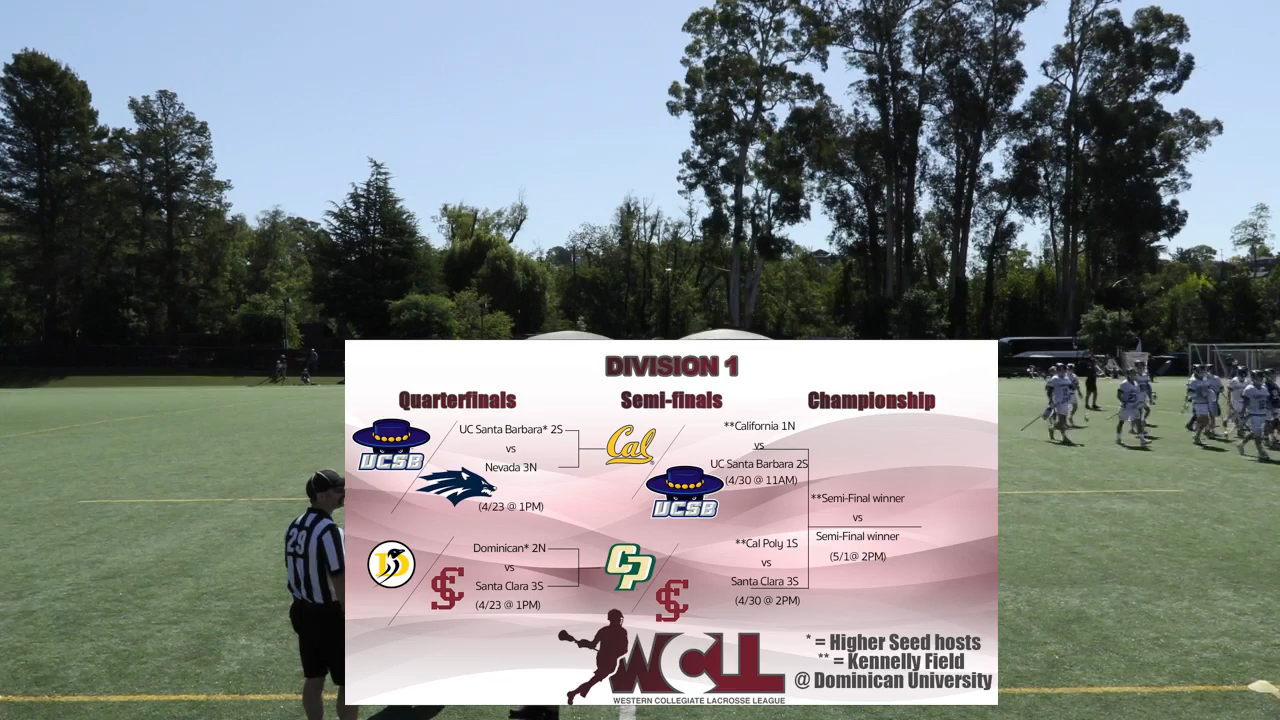 DIVISION 1
Quarterfinals
Semi-finals
Championship
UC Santa Barbara* 2S
vs
Nevada 3N
(4/23 @ 1PM)
UCSB
Cal
**California 1N
vs
UC Santa Barbara 2S
(4/30 @ 11AM)
UCSB
**Semi-Final winner
vs
Semi-Final winner
(5/1@ 2PM)
D
Dominican* 2N
vs
Santa Clara 3S
(4/23 @ 1PM)
SC
CP
**Cal Poly 1S
vs
Santa Clara 3S
(4/30 @ 2PM)
SC
WCLL
WESTERN COLLEGIATE LACROSSE LEAGUE
* = Higher Seed hosts
** = Kennelly Field
@ Dominican University
29